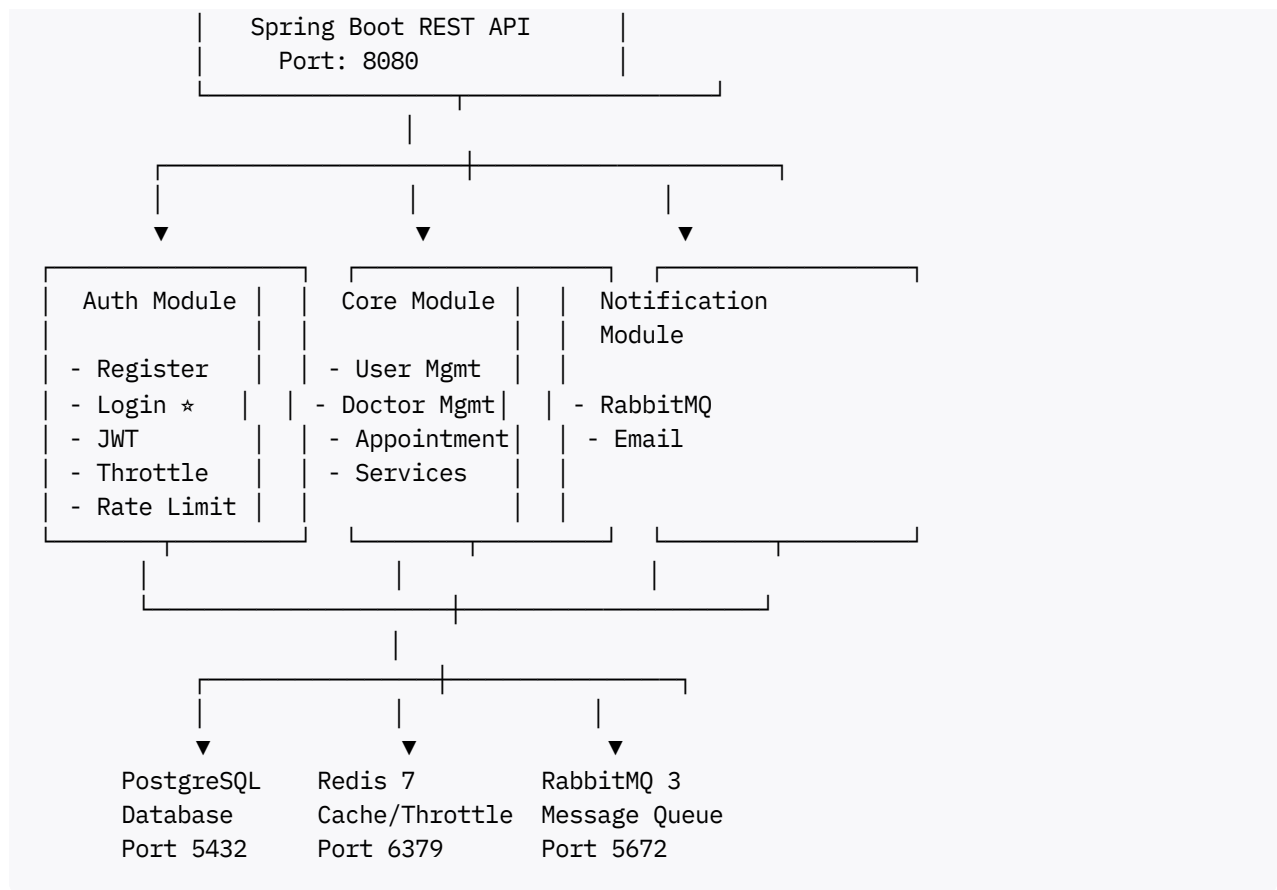 Spring Boot REST API
Port: 8080
Auth Module
- Register
- Login ☆
- JWT
- Throttle
- Rate Limit
Core Module
- User Mgmt
- Doctor Mgmt
- Appointment
- Services
Notification
Module
- RabbitMQ
- Email
PostgreSQL
Database
Port 5432
Redis 7
Cache/Throttle
Port 6379
RabbitMQ 3
Message Queue
Port 5672